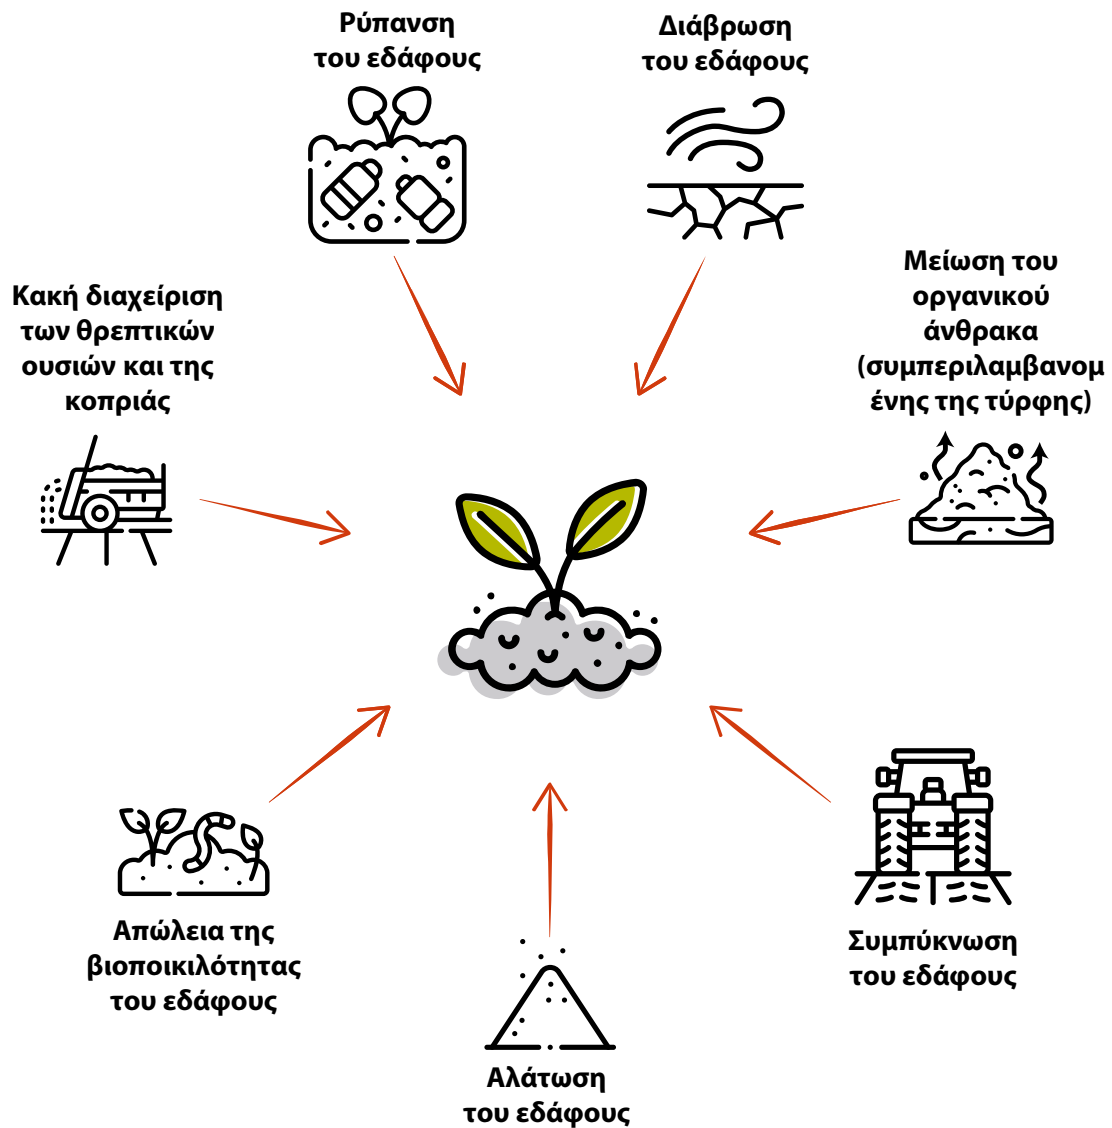 Ρύπανση
του εδάφους
Διάβρωση
του εδάφους
Μείωση του
οργανικού
άνθρακα
(συμπεριλαμβανομ
ένης της τύρφης)
Κακή διαχείριση
των θρεπτικών
ουσιών και της
κοπριάς
Απώλεια της
βιοποικιλότητας
του εδάφους
Συμπύκνωση
του εδάφους
Αλάτωση
του εδάφους